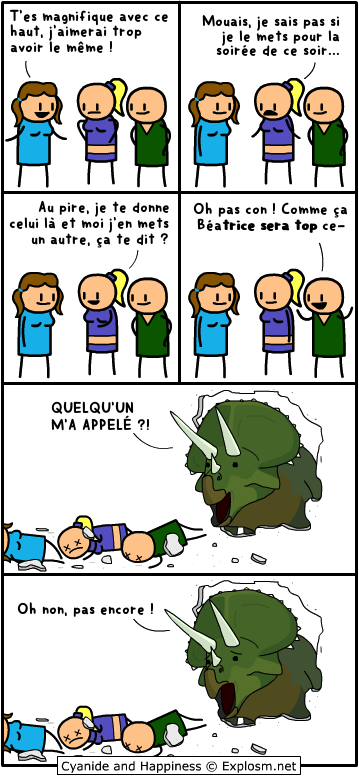 T'es magnifique avec ce
haut, j'aimerai trop
avoir le même !
Mouais, je sais pas si
je le mets pour la
soirée de ce soir...
Au pire, je te donne
celui là et moi j'en mets
un autre, ça te dit ?
Oh pas con ! Comme ça
Béatrice sera top ce-
QUELQU'UN
M'A APPELÉ ?!
Oh non, pas encore !
Cyanide and Happiness © Explosm.net